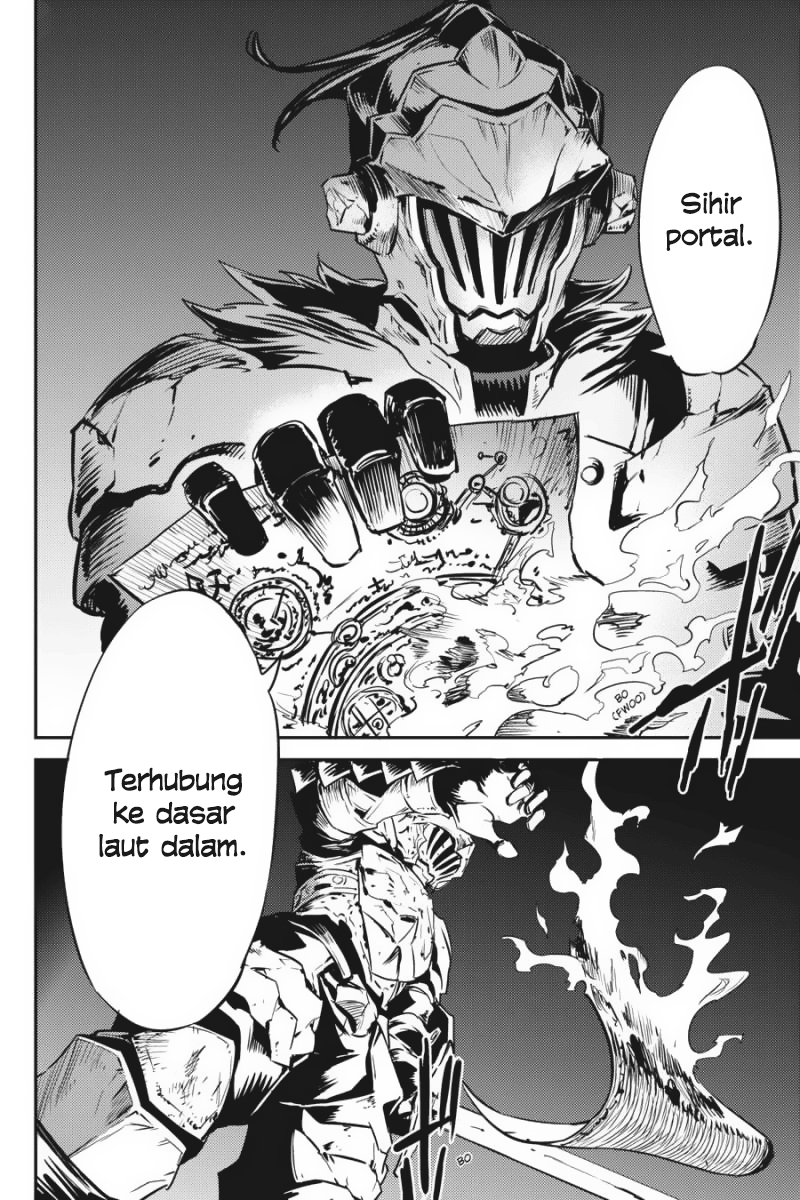 Sihir
portal.
BO
(FWOO)
Terhubung
ke dasar
laut dalam.
BO